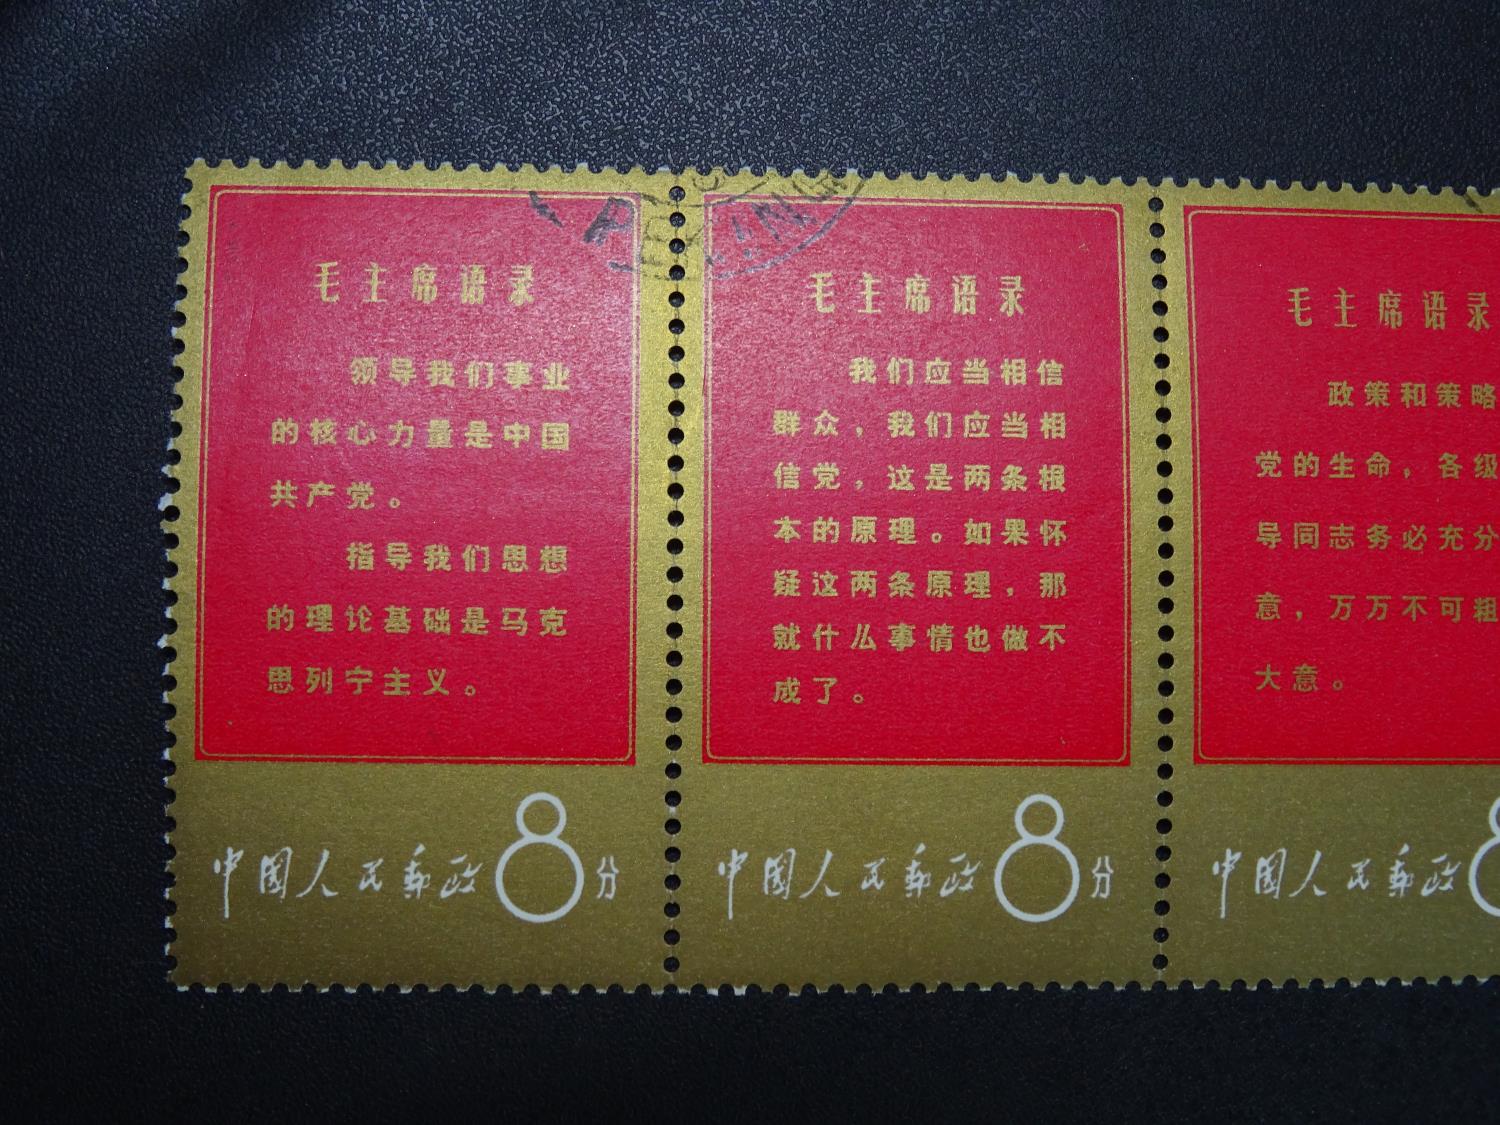 毛主席语录
领导我们事业
的核心力量是中国
共产党。
指导我们思想
的理论基础是马克
思列宁主义。
中国人民邮政8分
毛主席语录
我们应当相信
群众，我们应当相
信党，这是两条根
本的原理。如果怀
疑这两条原理，那
就什么事情也做不
成了。
中国人民邮政8分
毛主席语录
政策和策略
党的生命，各级
导同志务必充分
意，万万不可粗
大意。
中国人民邮政8